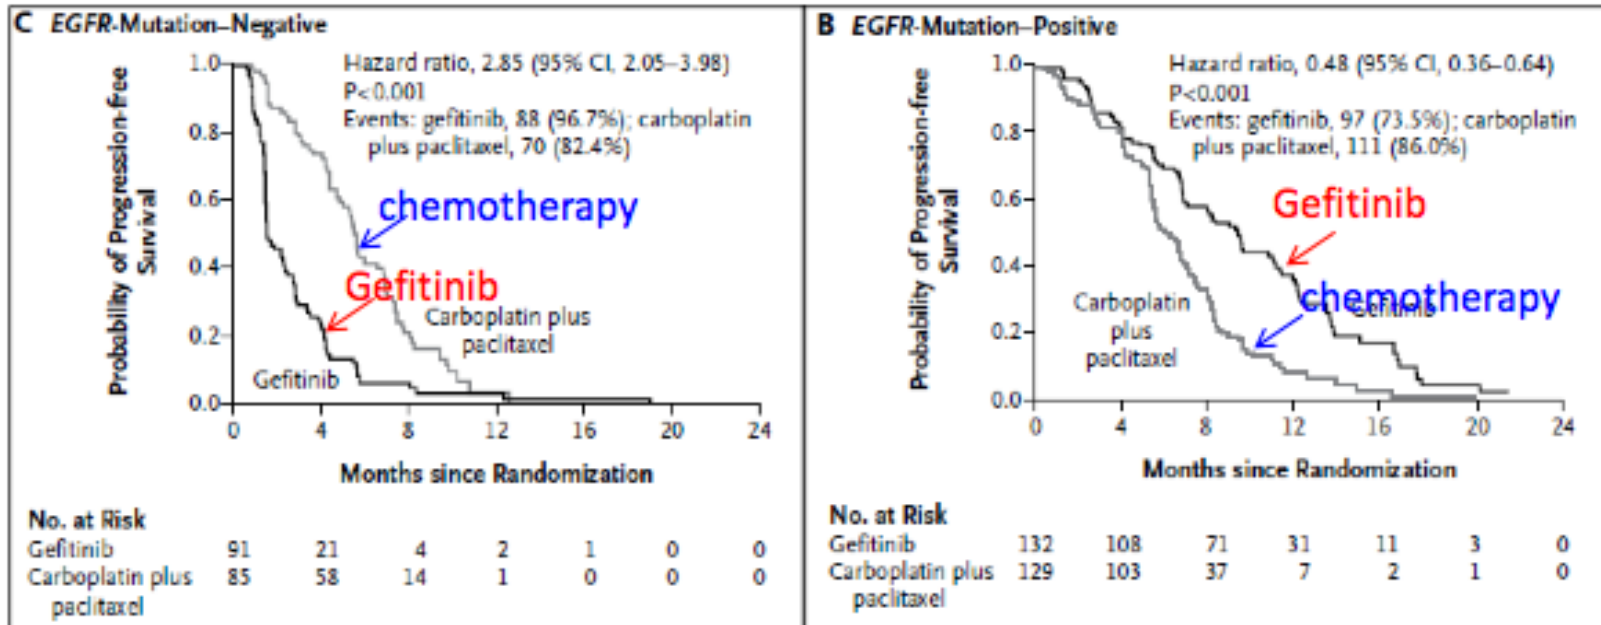 C EGFR-Mutation–Negative
Hazard ratio, 2.85 (95% CI, 2.05–3.98)
P<0.001
Events: gefitinib, 88 (96.7%); carboplatin
plus paclitaxel, 70 (82.4%)
Probability of Progression-free
Survival
1.0
0.8
0.6
0.4
0.2
0.0
chemotherapy
Gefitinib
Carboplatin plus
paclitaxel
Gefitinib
0 4 8 12 16 20 24
Months since Randomization
No. at Risk
Gefitinib 91 21 4 2 1 0 0
Carboplatin plus 85 58 14 1 0 0 0
paclitaxel
B EGFR-Mutation–Positive
Hazard ratio, 0.48 (95% CI, 0.36–0.64)
P<0.001
Events: gefitinib, 97 (73.5%); carboplatin
plus paclitaxel, 111 (86.0%)
Probability of Progression-free
Survival
1.0
0.8
0.6
0.4
0.2
0.0
Gefitinib
chemotherapy
Gefitinib
Carboplatin
plus
paclitaxel
0 4 8 12 16 20 24
Months since Randomization
No. at Risk
Gefitinib 132 108 71 31 11 3 0
Carboplatin plus 129 103 37 7 2 1 0
paclitaxel